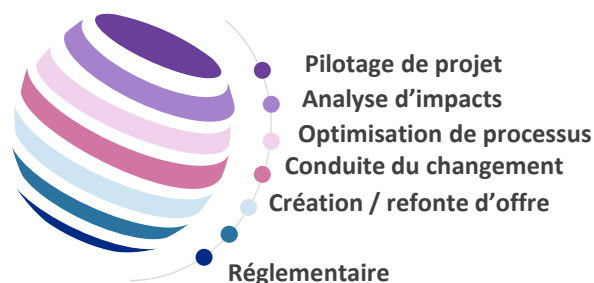 Pilotage de projet
Analyse d’impacts
Optimisation de processus
Conduite du changement
Création / refonte d’offre
Réglementaire